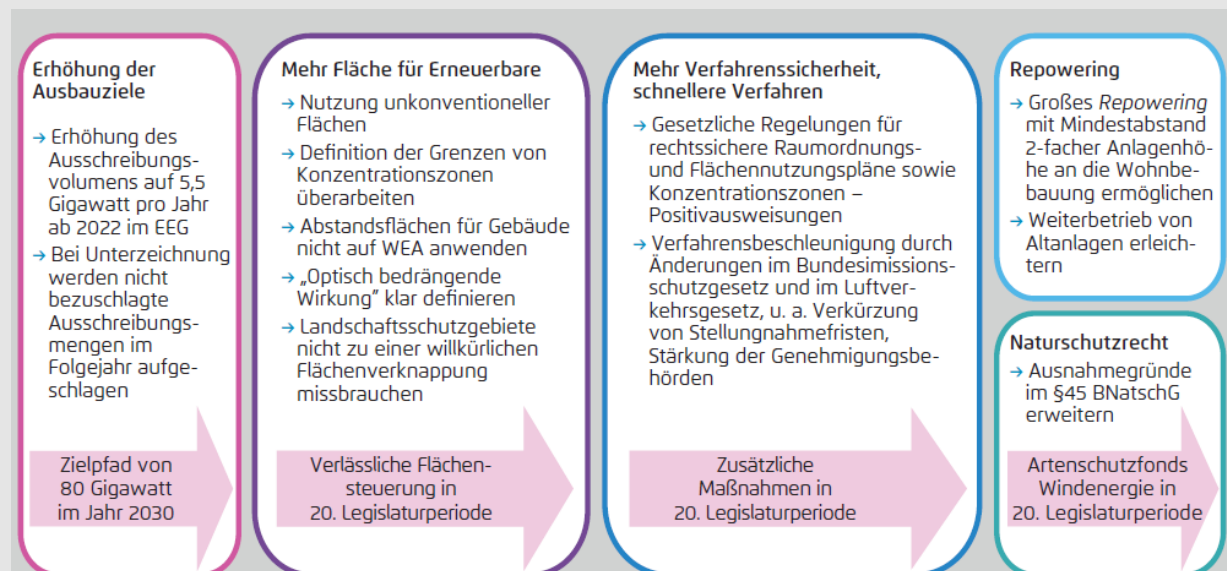 Erhöhung der
Ausbauziele
→ Erhöhung des
Ausschreibungs-
volumens auf 5,5
Gigawatt pro Jahr
ab 2022 im EEG
→ Bei Unterzeichnung
werden nicht
bezuschlagte
Ausschreibungs-
mengen im
Folgejahr aufge-
schlagen
Zielpfad von
80 Gigawatt
im Jahr 2030
Mehr Fläche für Erneuerbare
→ Nutzung unkonventioneller
Flächen
→ Definition der Grenzen von
Konzentrationszonen
überarbeiten
→ Abstandsflächen für Gebäude
nicht auf WEA anwenden
→ „Optisch bedrängende
Wirkung” klar definieren
→ Landschaftsschutzgebiete
nicht zu einer willkürlichen
Flächenverknappung
missbrauchen
Verlässliche Flächen-
steuerung in
20. Legislaturperiode
Mehr Verfahrenssicherheit,
schnellere Verfahren
→ Gesetzliche Regelungen für
rechtssichere Raumordnungs-
und Flächennutzungspläne sowie
Konzentrationszonen –
Positivausweisungen
→ Verfahrensbeschleunigung durch
Änderungen im Bundesimissions-
schutzgesetz und im Luftver-
kehrsgesetz, u. a. Verkürzung
von Stellungnahmefristen,
Stärkung der Genehmigungsbe-
hörden
Zusätzliche
Maßnahmen in
20. Legislaturperiode
Repowering
→ Großes Repowering
mit Mindestabstand
2-facher Anlagenhö-
he an die Wohnbe-
bauung ermöglichen
→ Weiterbetrieb von
Altanlagen erleich-
tern
Naturschutzrecht
→ Ausnahmegründe
im §45 BNatschG
erweitern
Artenschutzfonds
Windenergie in
20. Legislaturperiode